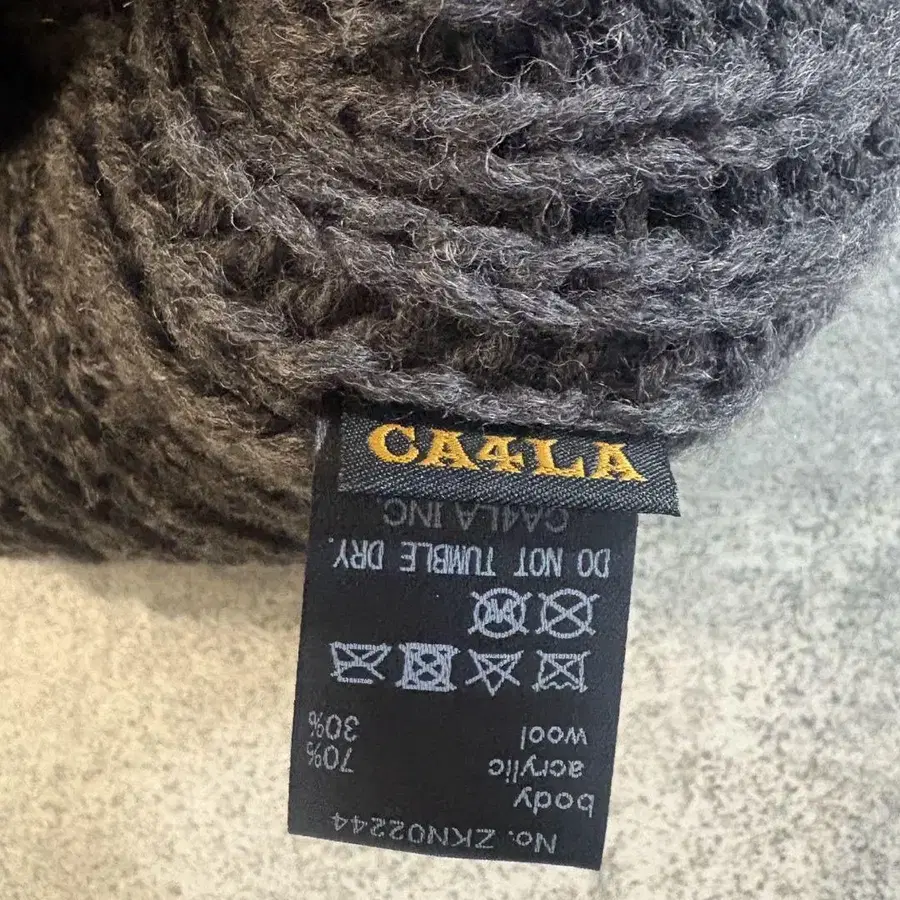 CA4LA
No. ZKN02244
body
acrylic 70%
wool 30%
DO NOT TUMBLE DRY.
CA4LA INC.